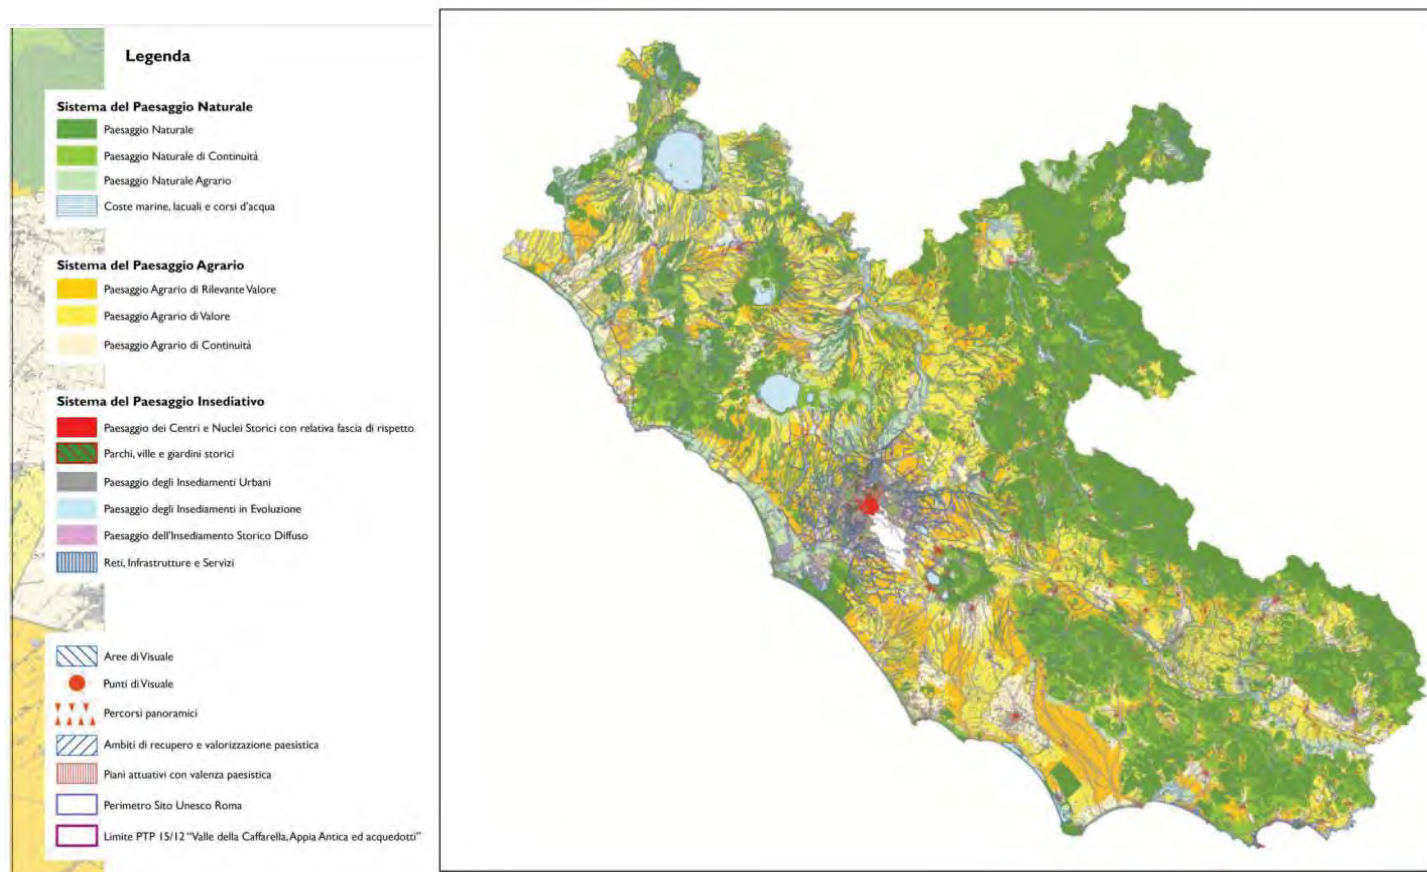 Legenda
Sistema del Paesaggio Naturale
Paesaggio Naturale
Paesaggio Naturale di Continuità
Paesaggio Naturale Agrario
Coste marine, lacuali e corsi d'acqua
Sistema del Paesaggio Agrario
Paesaggio Agrario di Rilevante Valore
Paesaggio Agrario di Valore
Paesaggio Agrario di Continuità
Sistema del Paesaggio Insediativo
Paesaggio dei Centri e Nuclei Storici con relativa fascia di rispetto
Parchi, ville e giardini storici
Paesaggio degli Insediamenti Urbani
Paesaggio degli Insediamenti in Evoluzione
Paesaggio dell'Insediamento Storico Diffuso
Reti, Infrastrutture e Servizi
Aree di Visuale
Punti di Visuale
Percorsi panoramici
Ambiti di recupero e valorizzazione paesistica
Piani attuativi con valenza paesistica
Perimetro Sito Unesco Roma
Limite PTP 15/12 "Valle della Caffarella, Appia Antica ed acquedotti"